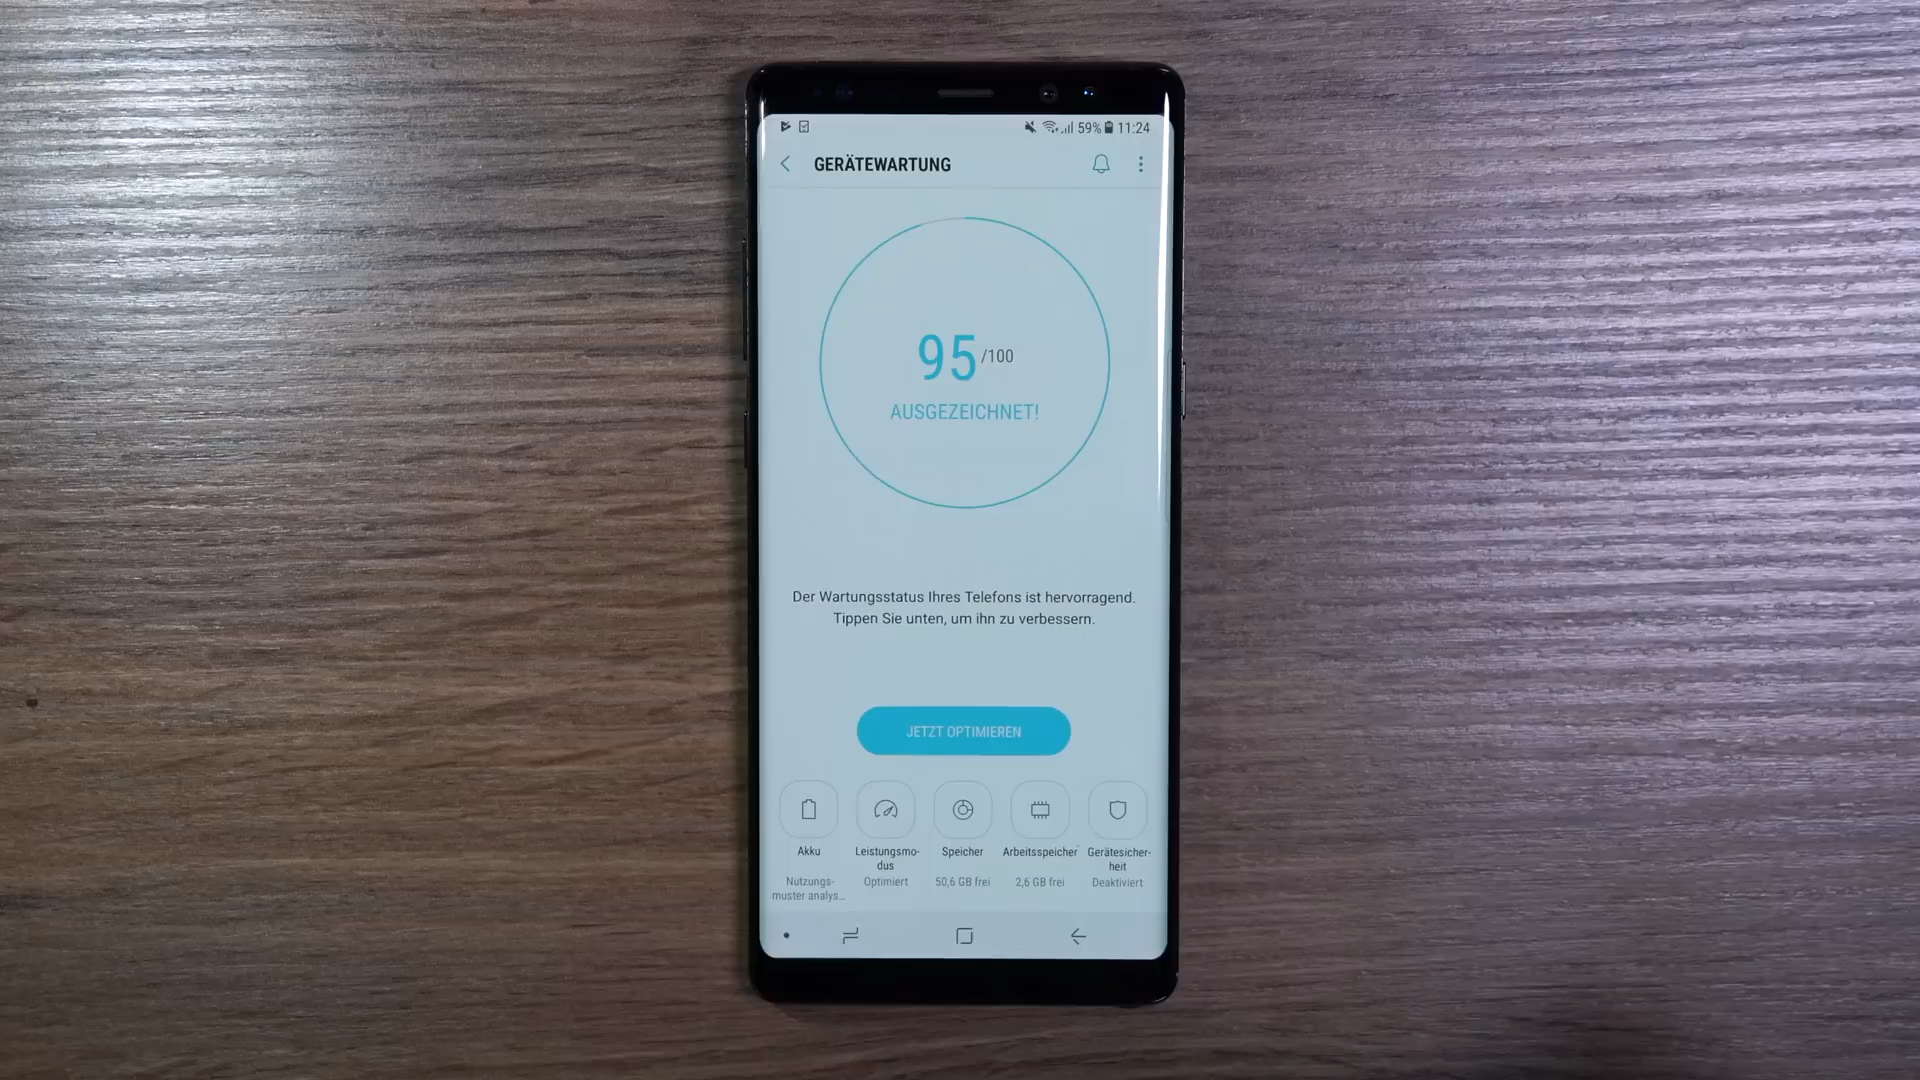 59% 11:24
GERÄTEWARTUNG
95 /100
AUSGEZEICHNET!
Der Wartungsstatus Ihres Telefons ist hervorragend.
Tippen Sie unten, um ihn zu verbessern.
JETZT OPTIMIEREN
Akku
Nutzungs-
muster analys...
Leistungsmo-
dus
Optimiert
Speicher
50,6 GB frei
Arbeitsspeicher
2,6 GB frei
Gerätesicher-
heit
Deaktiviert